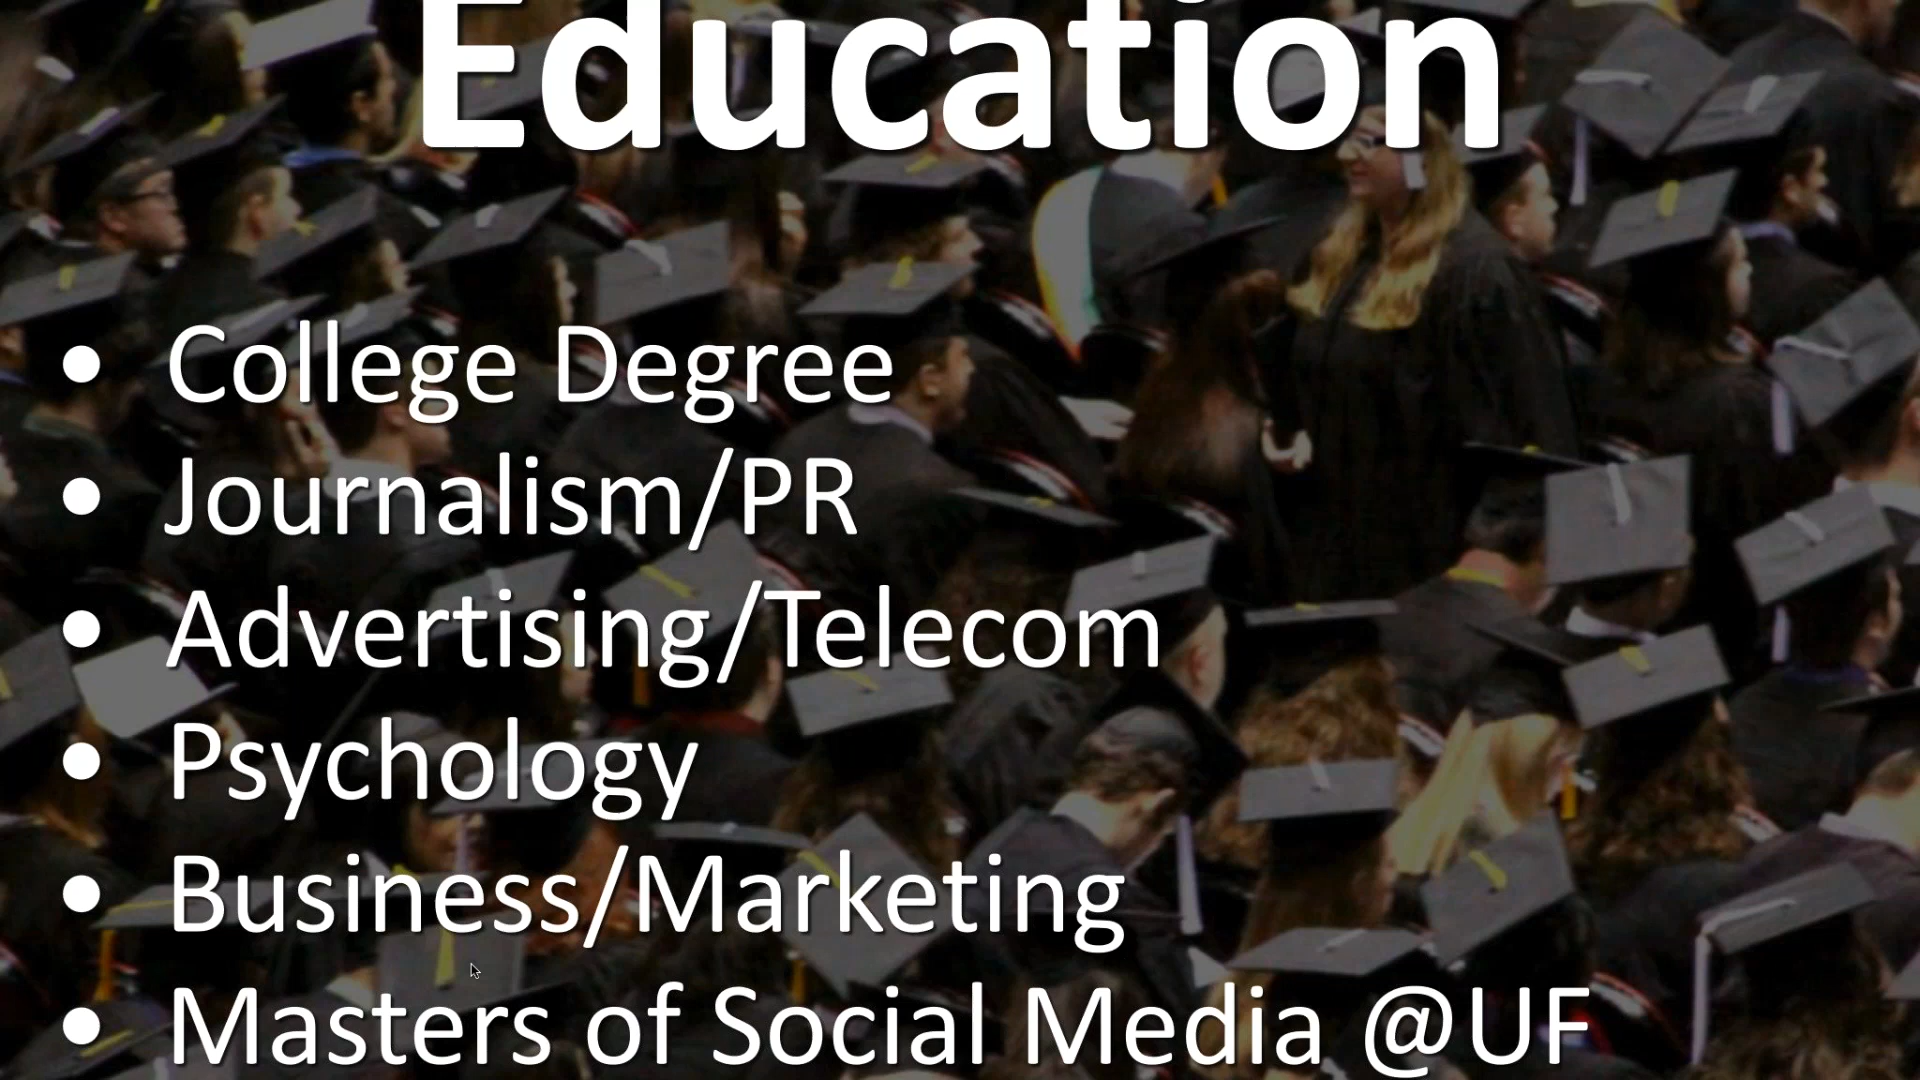 Education
• College Degree
• Journalism/PR
• Advertising/Telecom
• Psychology
• Business/Marketing
• Masters of Social Media @UF